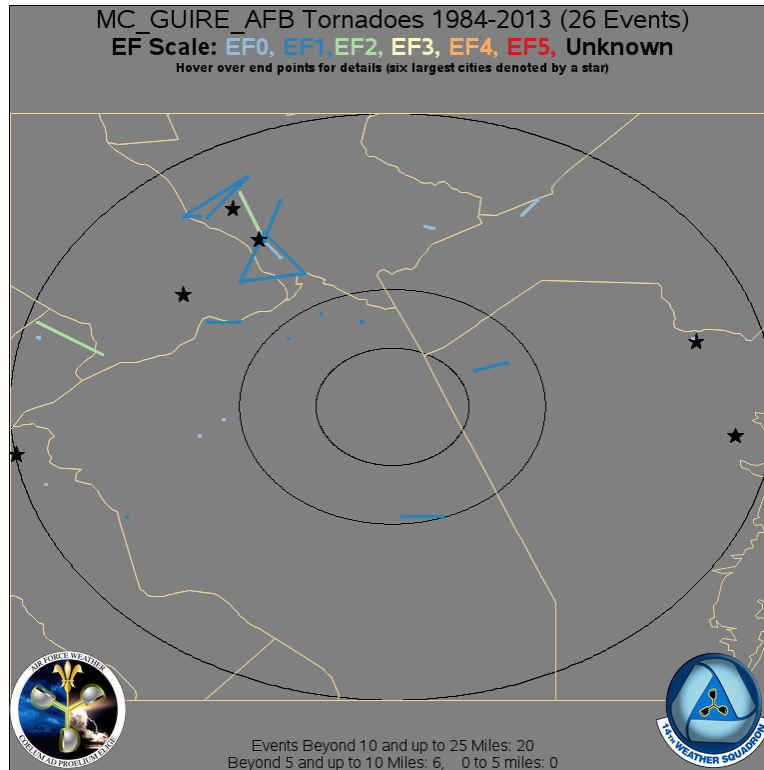 MC_GUIRE_AFB Tornadoes 1984-2013 (26 Events)
EF Scale: EF0, EF1,EF2, EF3, EF4, EF5, Unknown
Hover over end points for details (six largest cities denoted by a star)
AIR FORCE WEATHER
COELUM AD PROELIUM ELIGE
14TH WEATHER SQUADRON
Events Beyond 10 and up to 25 Miles: 20
Beyond 5 and up to 10 Miles: 6, 0 to 5 miles: 0